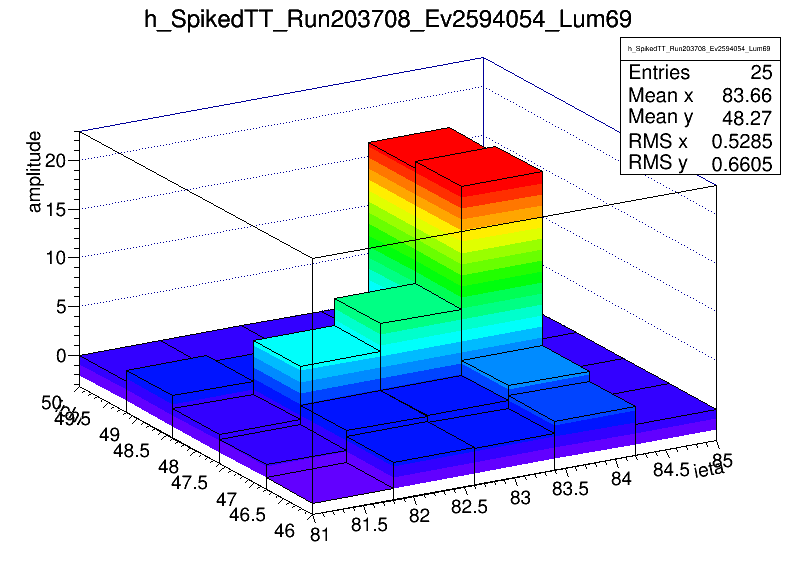 h_SpikedTT_Run203708_Ev2594054_Lum69
h_SpikedTT_Run203708_Ev2594054_Lum69
Entries 25
Mean x 83.66
Mean y 48.27
RMS x 0.5285
RMS y 0.6605
amplitude
20
15
10
5
0
50
49.5
49
48.5
48
47.5
47
46.5
46
81
81.5
82
82.5
83
83.5
84
84.5
85
ieta